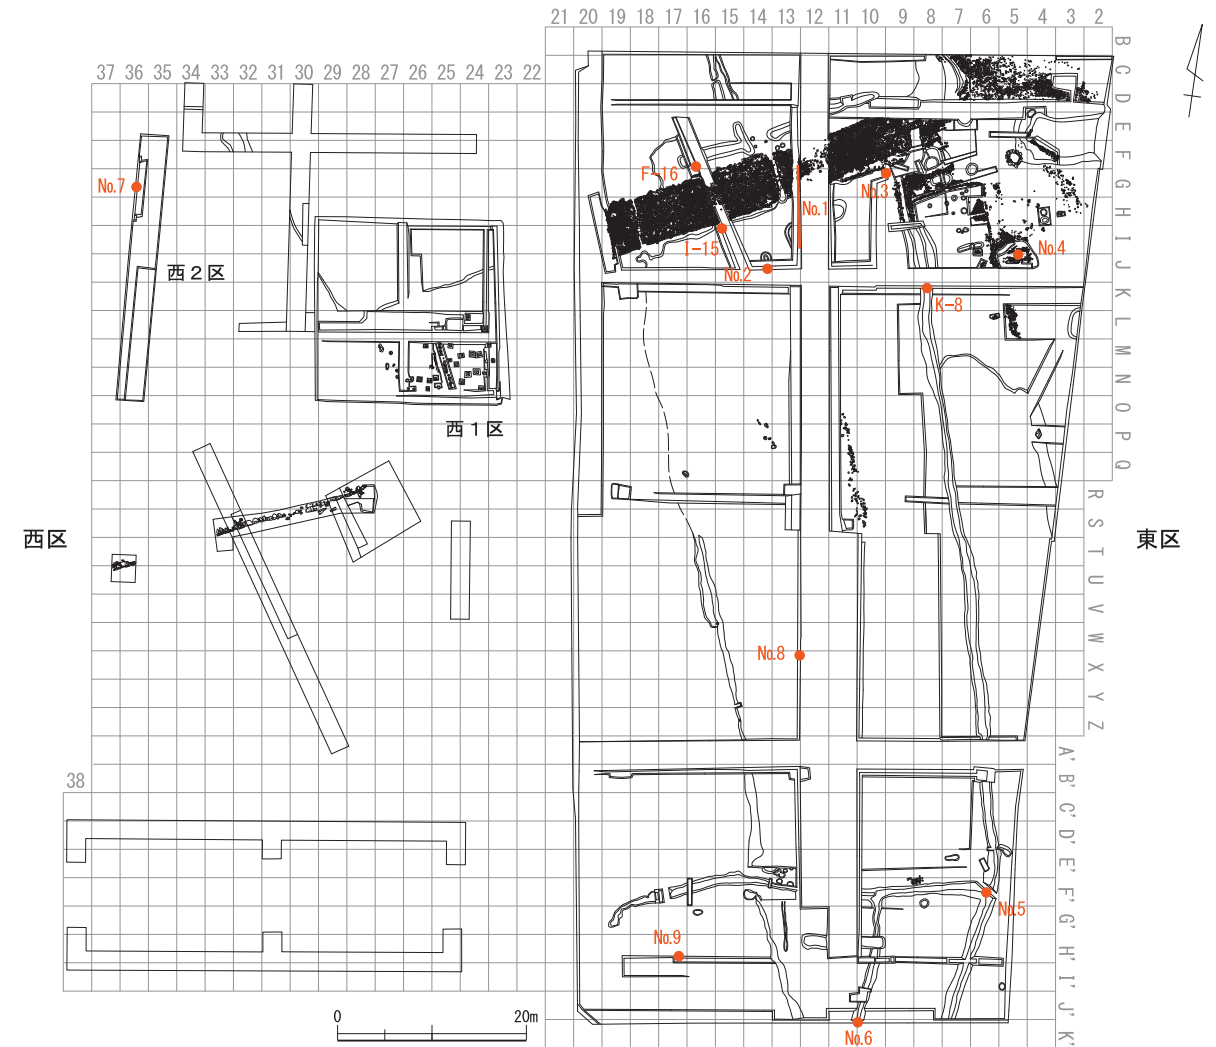 21 20 19 18 17 16 15 14 13 12 11 10 9 8 7 6 5 4 3 2
37 36 35 34 33 32 31 30 29 28 27 26 25 24 23 22
B
C
D
E
F
G
H
I
J
K
L
M
N
O
P
Q
R
S
T
U
V
W
X
Y
Z
A'
B'
C'
D'
E'
F'
G'
H'
I'
J'
K'
No.7
F-16
No.3
No.1
I-15
No.4
No.2
西2区
K-8
西1区
西区
東区
No.8
38
No.5
No.9
0 20m
No.6